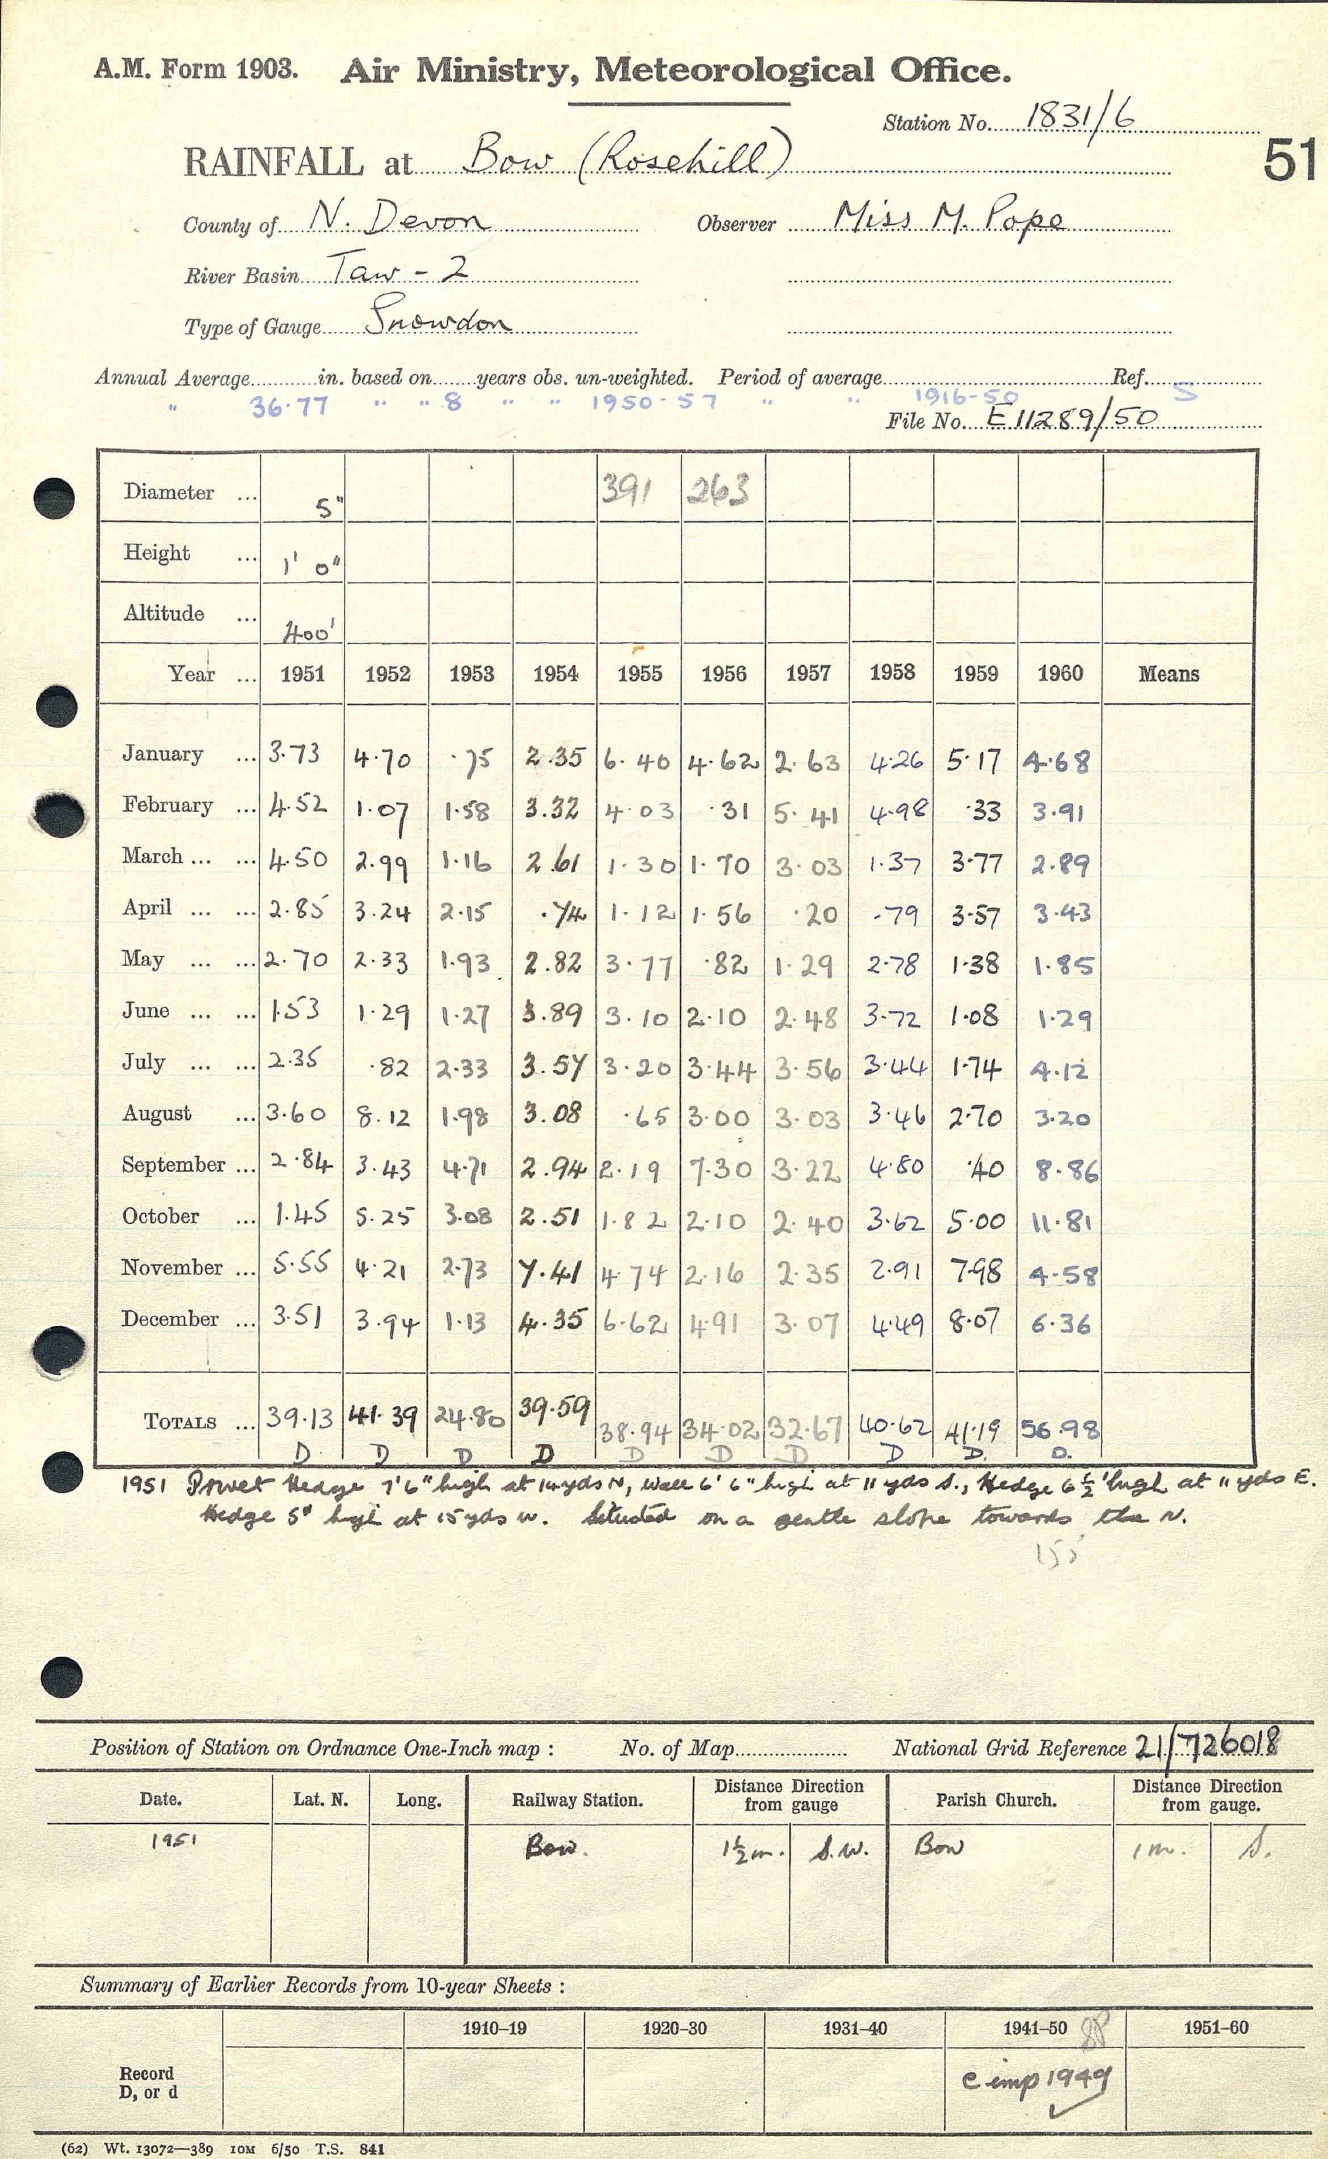 A.M. Form 1903. Air Ministry, Meteorological Office.
Station No. 1831/6
51
RAINFALL at Bow (Rosehill)
County of N. Devon Observer Miss M. Pope
River Basin Taw - 2
Type of Gauge Snowdon
Annual Average in. based on years obs. un-weighted. Period of average Ref.
" 36.77 " " 8 " " 1950-57 " " 1916-50 S
File No. E11289/50
Diameter ... 5" 391 263
Height ... 1' 0"
Altitude ... 400'
Year ... 1951 1952 1953 1954 1955 1956 1957 1958 1959 1960 Means
January ... 3.73 4.70 .75 2.35 6.40 4.62 2.63 4.26 5.17 4.68
February ... 4.52 1.07 1.58 3.32 4.03 .31 5.41 4.98 .33 3.91
March ... ... 4.50 2.99 1.16 2.61 1.30 1.70 3.03 1.37 3.77 2.89
April ... ... 2.85 3.24 2.15 .74 1.12 1.56 .20 .79 3.57 3.43
May ... ... 2.70 2.33 1.93 2.82 3.77 .82 1.29 2.78 1.38 1.85
June ... ... 1.53 1.29 1.27 3.89 3.10 2.10 2.48 3.72 1.08 1.29
July ... ... 2.35 .82 2.33 3.57 3.20 3.44 3.56 3.44 1.74 4.12
August ... 3.60 8.12 1.98 3.08 .65 3.00 3.03 3.46 2.70 3.20
September ... 2.84 3.43 4.71 2.94 2.19 7.30 3.22 4.80 .40 8.86
October ... 1.45 5.25 3.08 2.51 1.82 2.10 2.40 3.62 5.00 11.81
November ... 5.55 4.21 2.73 7.41 4.74 2.16 2.35 2.91 7.98 4.58
December ... 3.51 3.94 1.13 4.35 6.62 4.91 3.07 4.49 8.07 6.36
TOTALS ... 39.13 41.39 24.80 39.59 38.94 34.02 32.67 40.62 41.19 56.98
D D D D D D D D D. D.
1951 Privet Hedge 7'6" high at 14 yds N, Wall 6' 6" high at 11 yds S., Hedge 6½' high at 11 yds E.
Hedge 5' high at 15 yds W. Situated on a gentle slope towards the N.
155
Position of Station on Ordnance One-Inch map : No. of Map National Grid Reference 21/726018
Date. Lat. N. Long. Railway Station. Distance Direction from gauge Parish Church. Distance Direction from gauge.
1951 Bow. 1½m. S.W. Bow 1m. S.
Summary of Earlier Records from 10-year Sheets :
1910–19 1920–30 1931–40 1941–50 1951–60
Record
D, or d
c imp 1949
(62) Wt. 13072—389 10M 6/50 T.S. 841